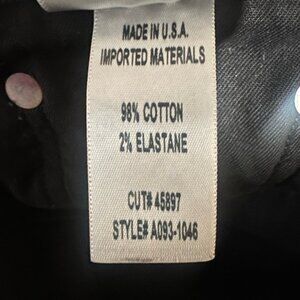 MADE IN U.S.A.
IMPORTED MATERIALS
98% COTTON
2% ELASTANE
CUT# 45897
STYLE# A093-1046